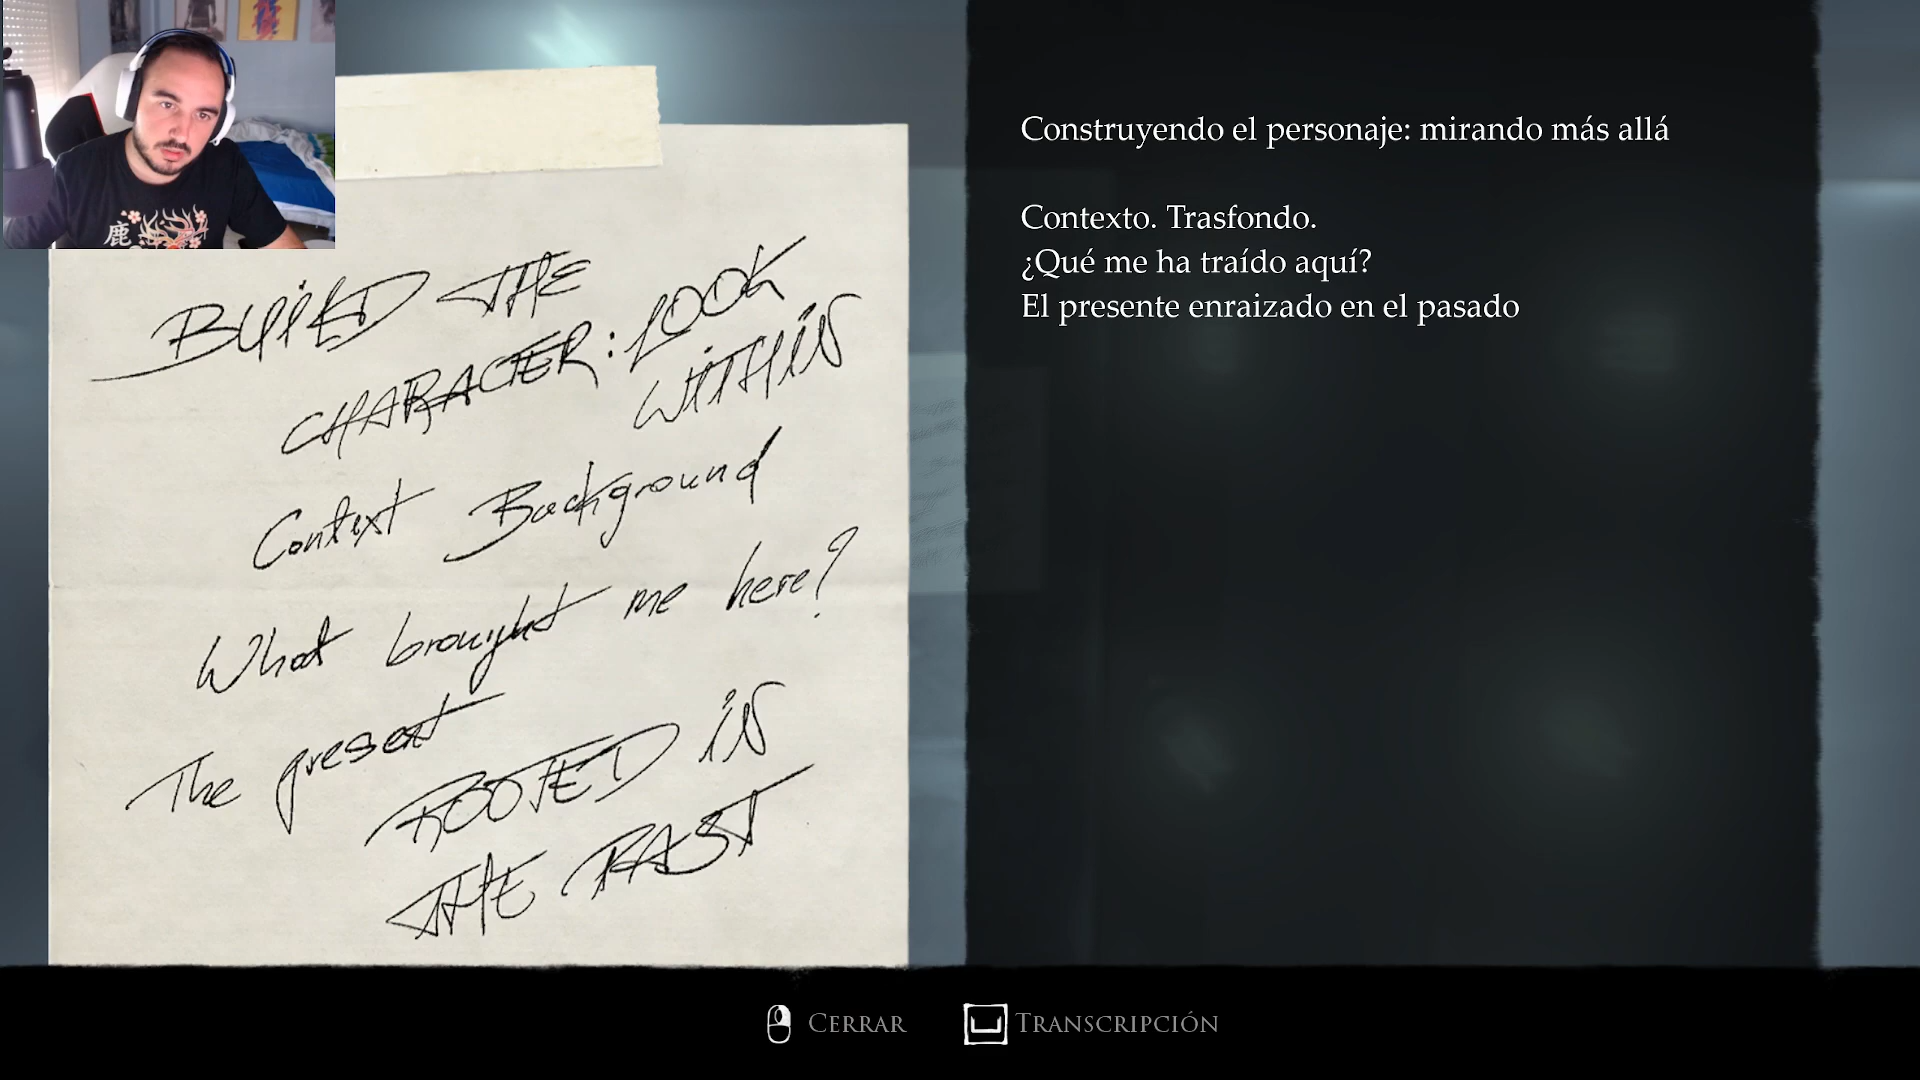 鹿
BUILD THE
CHARACTER: LOOK
WITHIN
Context Background
What brought me here?
The present
ROOTED IN
THE PAST
Construyendo el personaje: mirando más allá
Contexto. Trasfondo.
¿Qué me ha traído aquí?
El presente enraizado en el pasado
CERRAR
TRANSCRIPCIÓN